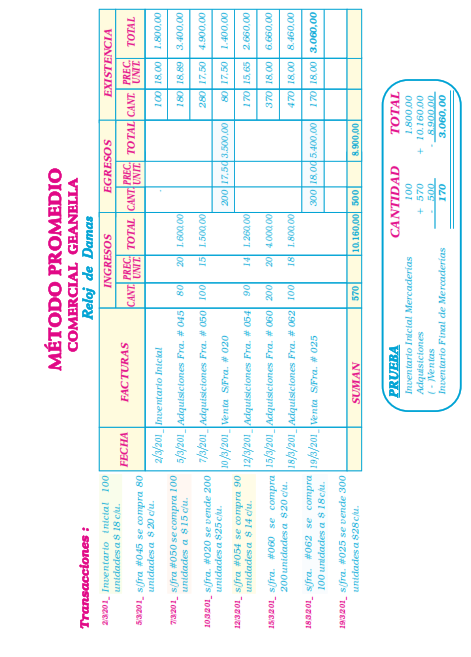 MÉTODO PROMEDIO
COMERCIAL GEANELLA
Reloj de Damas
Transacciones :
2/3/201_ Inventario Inicial 100
unidades a $ 18 c/u.
5/3/201_ s/fra #045 se compra 80
unidades a $ 20 c/u.
7/3/201_ s/fra #050 se compra 100
unidades a $ 15 c/u.
10/3/201_ s/fra. #020 se vende 200
unidades a $25 c/u.
12/3/201_ s/fra #054 se compra 90
unidades a $ 14 c/u.
15/3/201_ s/fra. #060 se compra
200 unidades a $20 c/u.
18/3/201_ s/fra. #062 se compra
100 unidades a $ 18c/u.
19/3/201_ s/fra. #025 se vende 300
unidades a $28 c/u.
FECHA FACTURAS INGRESOS EGRESOS EXISTENCIA
CANT. PREC. UNIT. TOTAL CANT. PREC. UNIT. TOTAL CANT. PREC. UNIT. TOTAL
2/3/201_ Inventario Inicial 100 18.00 1.800.00
5/3/201_ Adquisiciones Fra. # 045 80 20 1.600.00 180 18.89 3.400.00
7/3/201_ Adquisiciones Fra. # 050 100 15 1.500.00 280 17.50 4.900.00
10/3/201_ Venta S/Fra. # 020 200 17.50 3.500.00 80 17.50 1.400.00
12/3/201_ Adquisiciones Fra. # 054 90 14 1.260.00 170 15.65 2.660.00
15/3/201_ Adquisiciones Fra. # 060 200 20 4.000.00 370 18.00 6.660.00
18/3/201_ Adquisiciones Fra. # 062 100 18 1.800.00 470 18.00 8.460.00
19/3/201_ Venta S/Fra. # 025 300 18.00 5.400.00 170 18.00 3.060.00
SUMAN 570 10.160.00 500 8.900.00
PRUEBA CANTIDAD TOTAL
Inventario Inicial Mercaderias 100 1.800.00
Adquisiciones + 570 + 10.160.00
( - )Ventas - 500 - 8.900.00
Inventario Final de Mercaderias 170 3.060.00